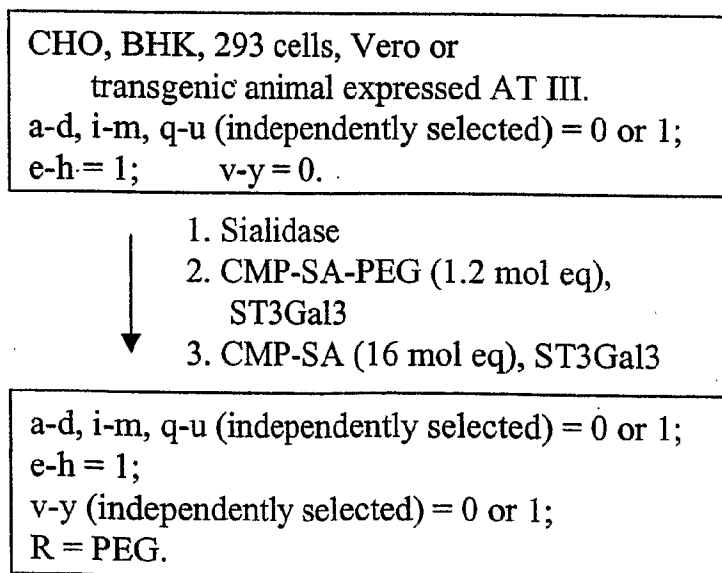 CHO, BHK, 293 cells, Vero or
transgenic animal expressed AT III.
a-d, i-m, q-u (independently selected) = 0 or 1;
e-h = 1; v-y = 0.
1. Sialidase
2. CMP-SA-PEG (1.2 mol eq),
ST3Gal3
3. CMP-SA (16 mol eq), ST3Gal3
a-d, i-m, q-u (independently selected) = 0 or 1;
e-h = 1;
v-y (independently selected) = 0 or 1;
R = PEG.